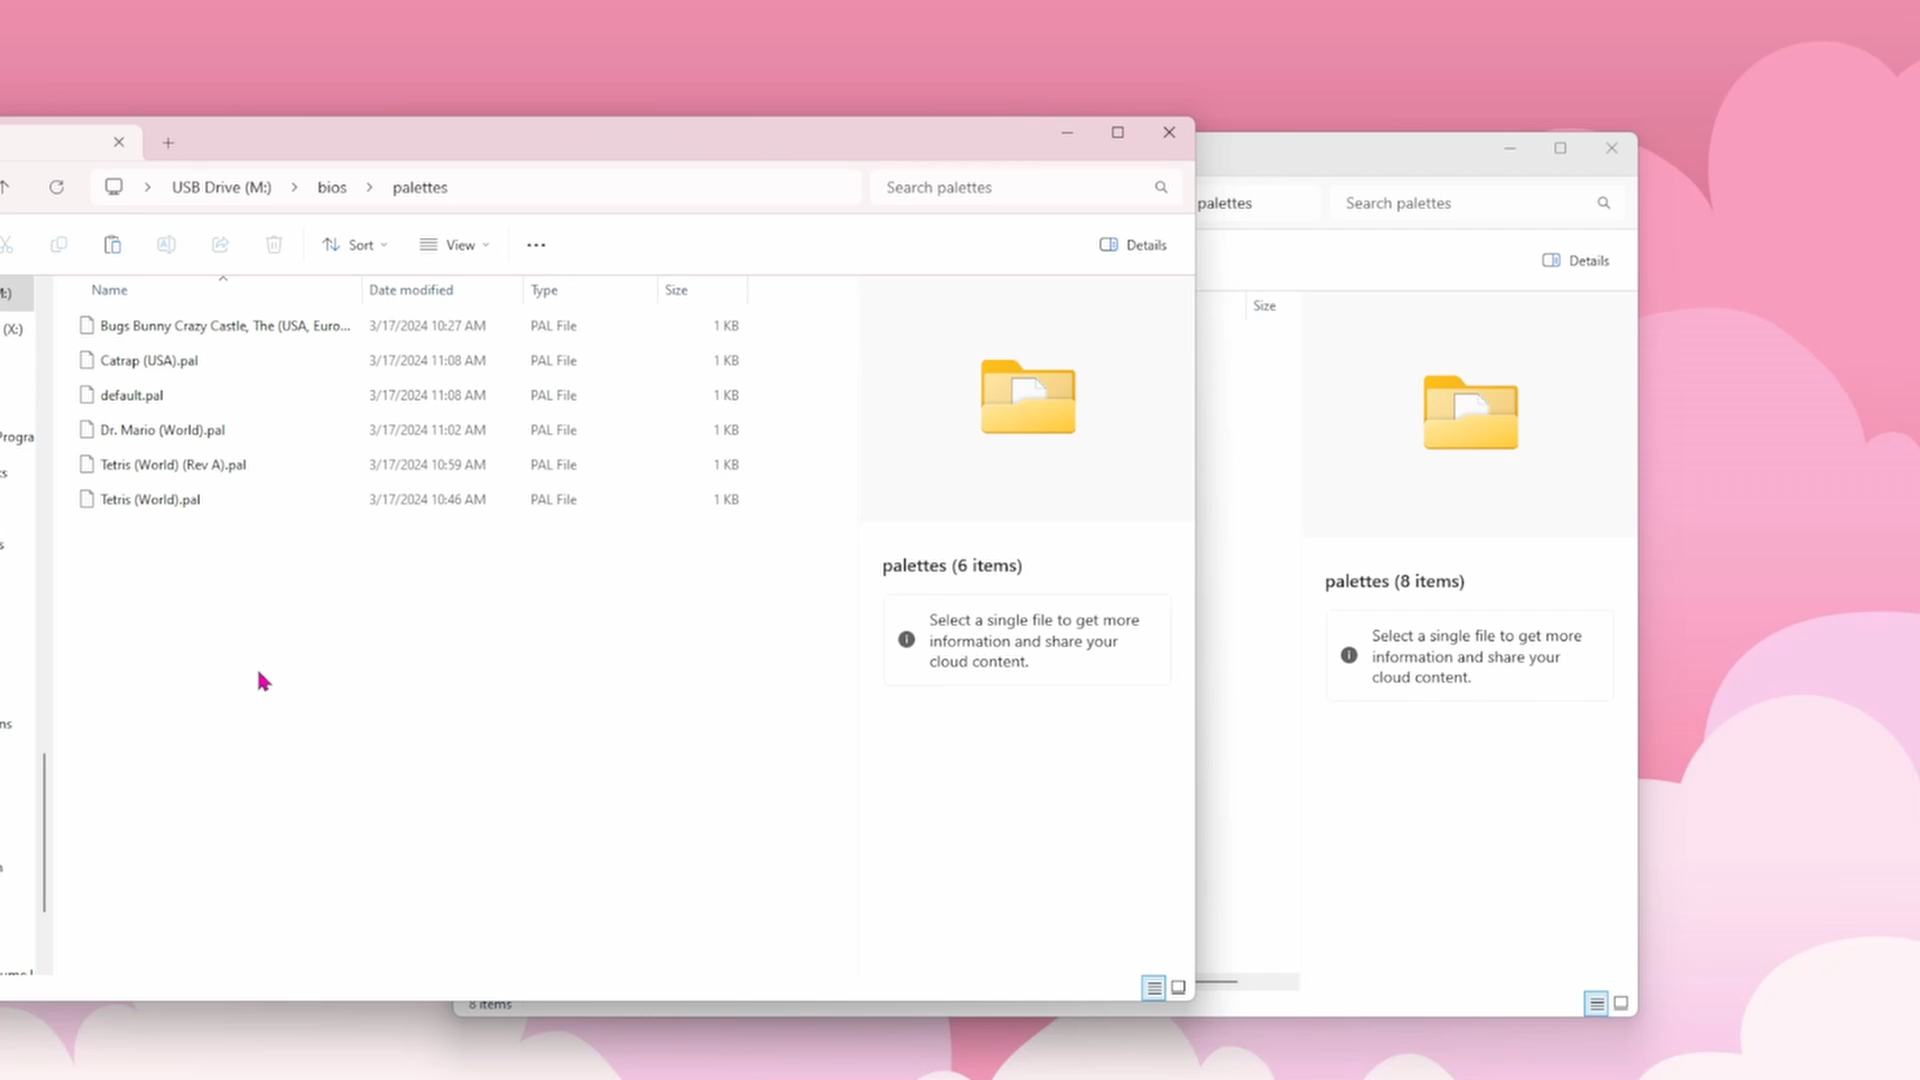 USB Drive (M:) > bios > palettes
Search palettes
Sort
View
Details
Name
Date modified
Type
Size
Bugs Bunny Crazy Castle, The (USA, Euro...
3/17/2024 10:27 AM
PAL File
1 KB
Catrap (USA).pal
3/17/2024 11:08 AM
PAL File
1 KB
default.pal
3/17/2024 11:08 AM
PAL File
1 KB
Dr. Mario (World).pal
3/17/2024 11:02 AM
PAL File
1 KB
Tetris (World) (Rev A).pal
3/17/2024 10:59 AM
PAL File
1 KB
Tetris (World).pal
3/17/2024 10:46 AM
PAL File
1 KB
(X:)
Progra
palettes (6 items)
Select a single file to get more
information and share your
cloud content.
palettes
Search palettes
Details
Size
palettes (8 items)
Select a single file to get more
information and share your
cloud content.
8 items